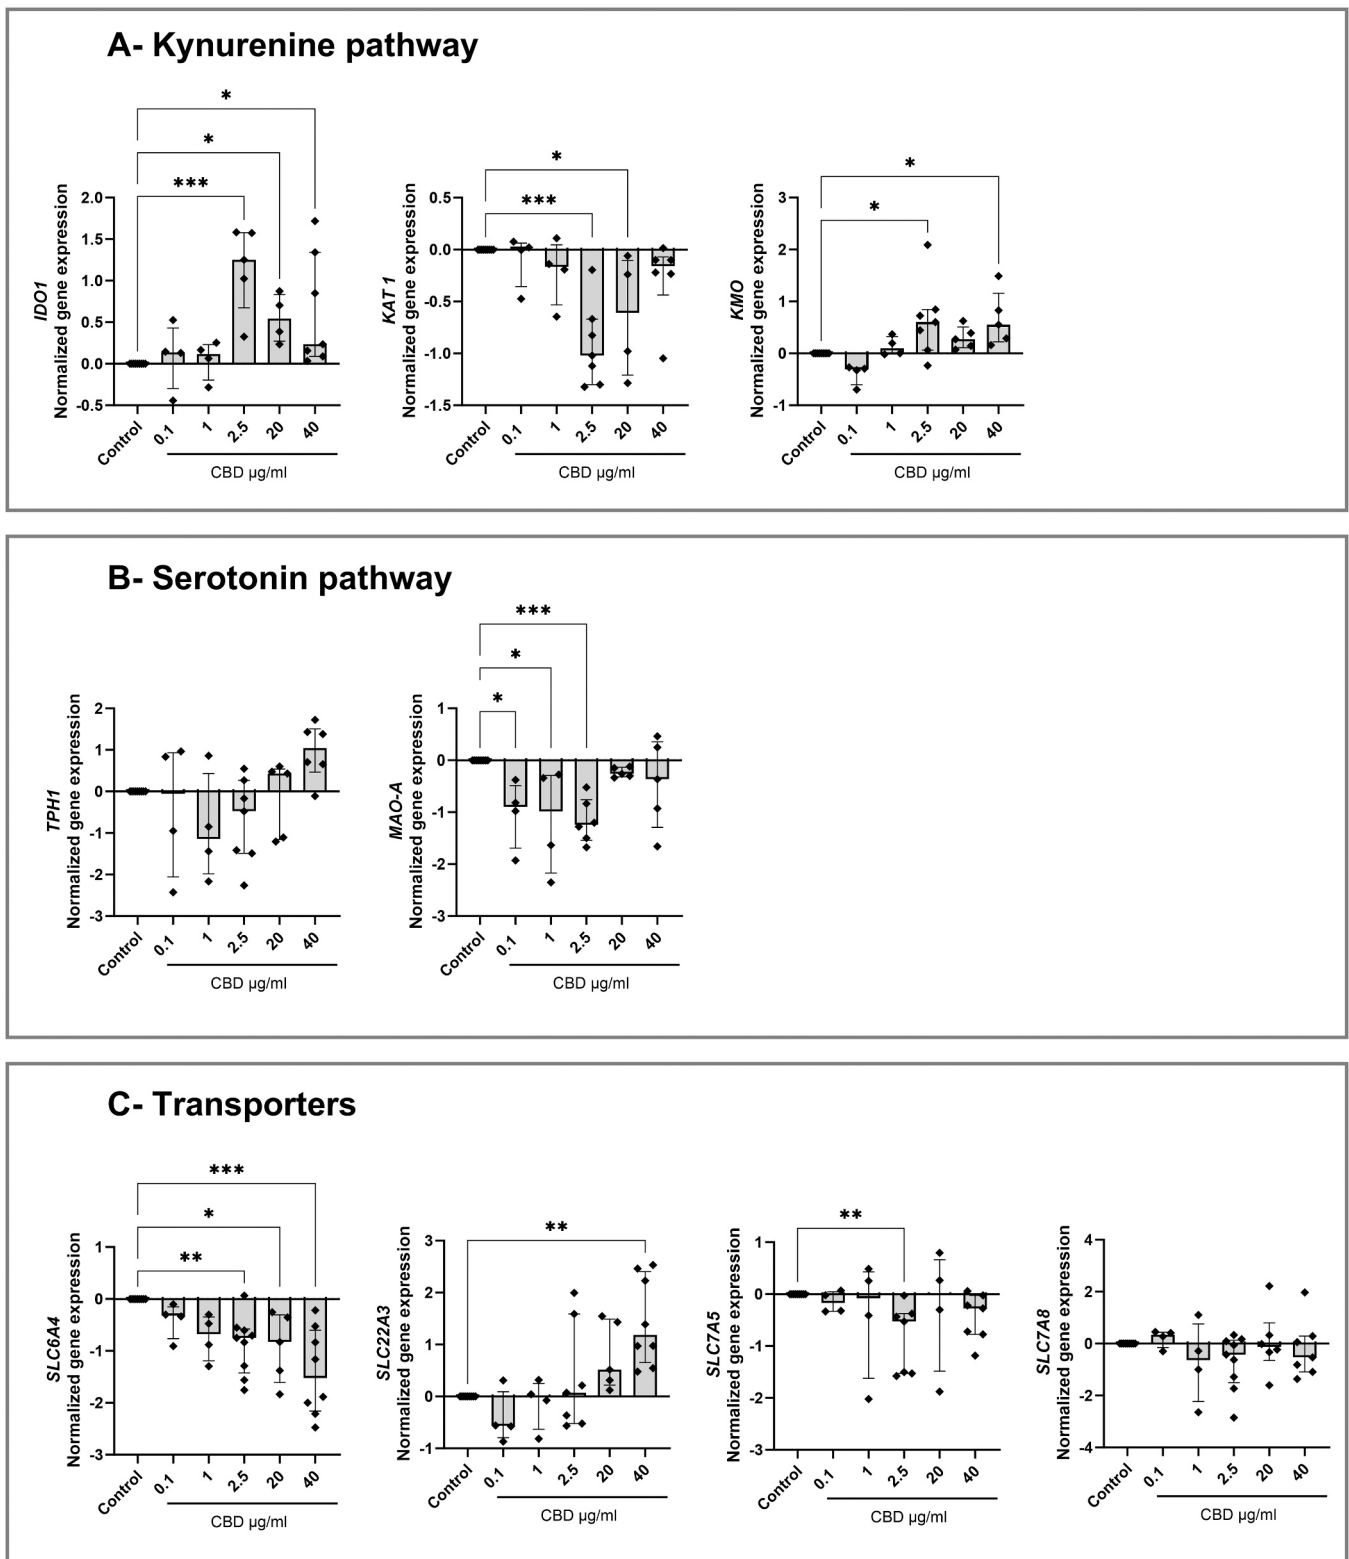 A- Kynurenine pathway
*
*
***
IDO1
Normalized gene expression
2.0
1.5
1.0
0.5
0.0
-0.5
Control
0.1
1
2.5
20
40
CBD µg/ml
*
***
KAT 1
Normalized gene expression
0.5
0.0
-0.5
-1.0
-1.5
Control
0.1
1
2.5
20
40
CBD µg/ml
*
*
KMO
Normalized gene expression
3
2
1
0
-1
Control
0.1
1
2.5
20
40
CBD µg/ml
B- Serotonin pathway
TPH1
Normalized gene expression
2
1
0
-1
-2
-3
Control
0.1
1
2.5
20
40
CBD µg/ml
***
*
*
MAO-A
Normalized gene expression
1
0
-1
-2
-3
Control
0.1
1
2.5
20
40
CBD µg/ml
C- Transporters
***
*
**
SLC6A4
Normalized gene expression
1
0
-1
-2
-3
Control
0.1
1
2.5
20
40
CBD µg/ml
**
SLC22A3
Normalized gene expression
3
2
1
0
-1
Control
0.1
1
2.5
20
40
CBD µg/ml
**
SLC7A5
Normalized gene expression
1
0
-1
-2
-3
Control
0.1
1
2.5
20
40
CBD µg/ml
SLC7A8
Normalized gene expression
4
2
0
-2
-4
Control
0.1
1
2.5
20
40
CBD µg/ml